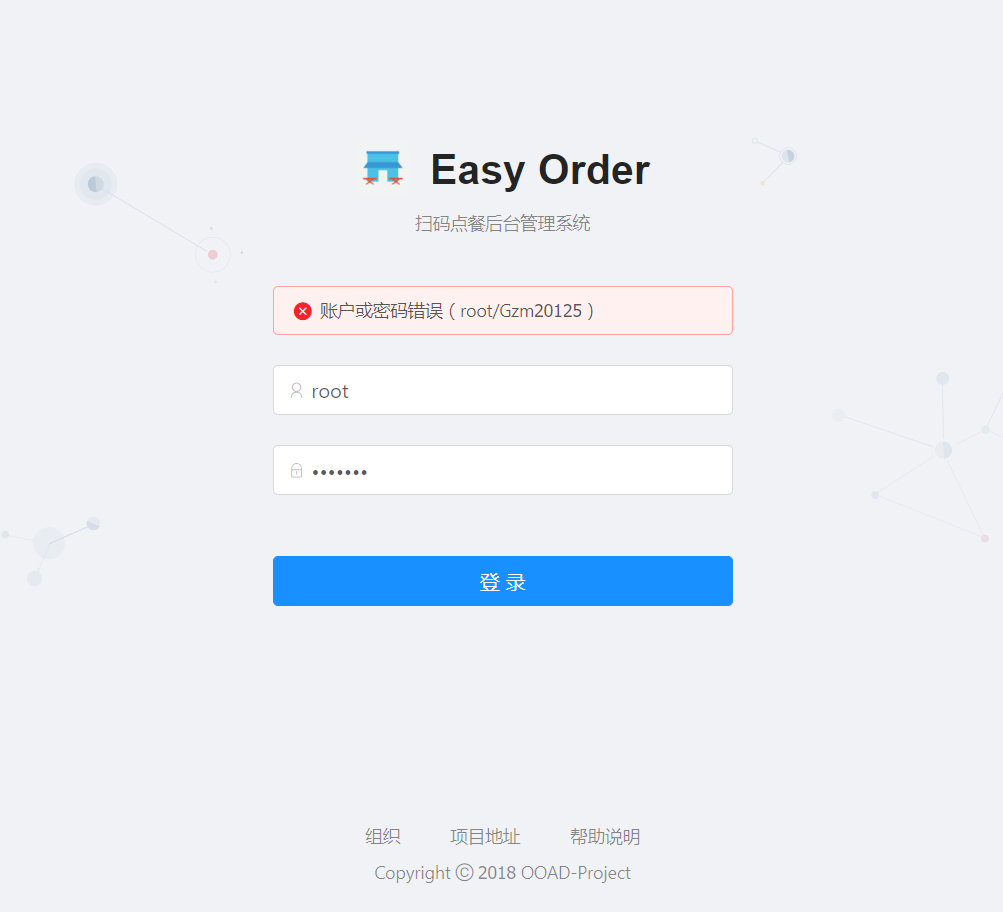 Easy Order
扫码点餐后台管理系统
账户或密码错误（root/Gzm20125）
root
•••••••
登 录
组织 项目地址 帮助说明
Copyright © 2018 OOAD-Project